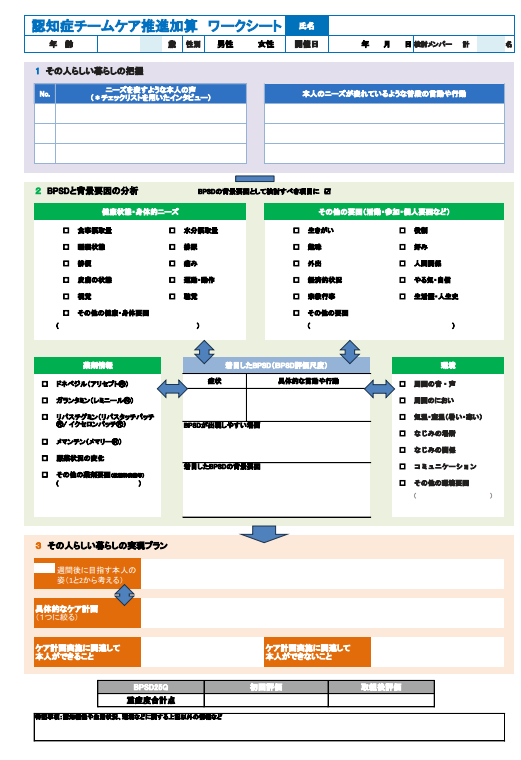 認知症チームケア推進加算 ワークシート 氏名
年 齢 歳 性別 男性 女性 開催日 年 月 日 検討メンバー 計 名
1 その人らしい暮らしの把握
No. ニーズを表すような本人の声
(＊チェックリストを用いたインタビュー)
本人のニーズが表れているような普段の言動や行動
2 BPSDと背景要因の分析 BPSDの背景要因として検討すべき項目に ☑
健康状態・身体的ニーズ
□ 食事摂取量 □ 水分摂取量
□ 睡眠状態 □ 排尿
□ 排便 □ 痛み
□ 皮膚の状態 □ 運動・動作
□ 視覚 □ 聴覚
□ その他の健康・身体要因
( )
その他の要因(活動・参加・個人要因など)
□ 生きがい □ 役割
□ 趣味 □ 好み
□ 外出 □ 人間関係
□ 経済的状況 □ やる気・自信
□ 宗教行事 □ 生活歴・人生史
□ その他の要因
( )
薬剤情報
□ ドネペジル(アリセプト®)
□ ガランタミン(レミニール®)
□ リバスチグミン(リバスタッチパッチ
®/ イクセロンパッチ®)
□ メマンチン(メマリー®)
□ 服薬状況の変化
□ その他の薬剤要因
( )
着目したBPSD(BPSD評価尺度)
症状 具体的な言動や行動
BPSDが出現しやすい場面
着目したBPSDの背景要因
環境
□ 周囲の音・声
□ 周囲のにおい
□ 気温・室温(暑い・寒い)
□ なじみの場所
□ なじみの関係
□ コミュニケーション
□ その他の環境要因
( )
3 その人らしい暮らしの実現プラン
週間後に目指す本人の
姿(1と2から考える)
具体的なケア計画
(1つに絞る)
ケア計画実施に関連して
本人ができること
ケア計画実施に関連して
本人ができないこと
BPSD25Q 初回評価 取組後評価
重症度合計点
特記事項:認知機能や生活状況、環境などに関する上記以外の情報など